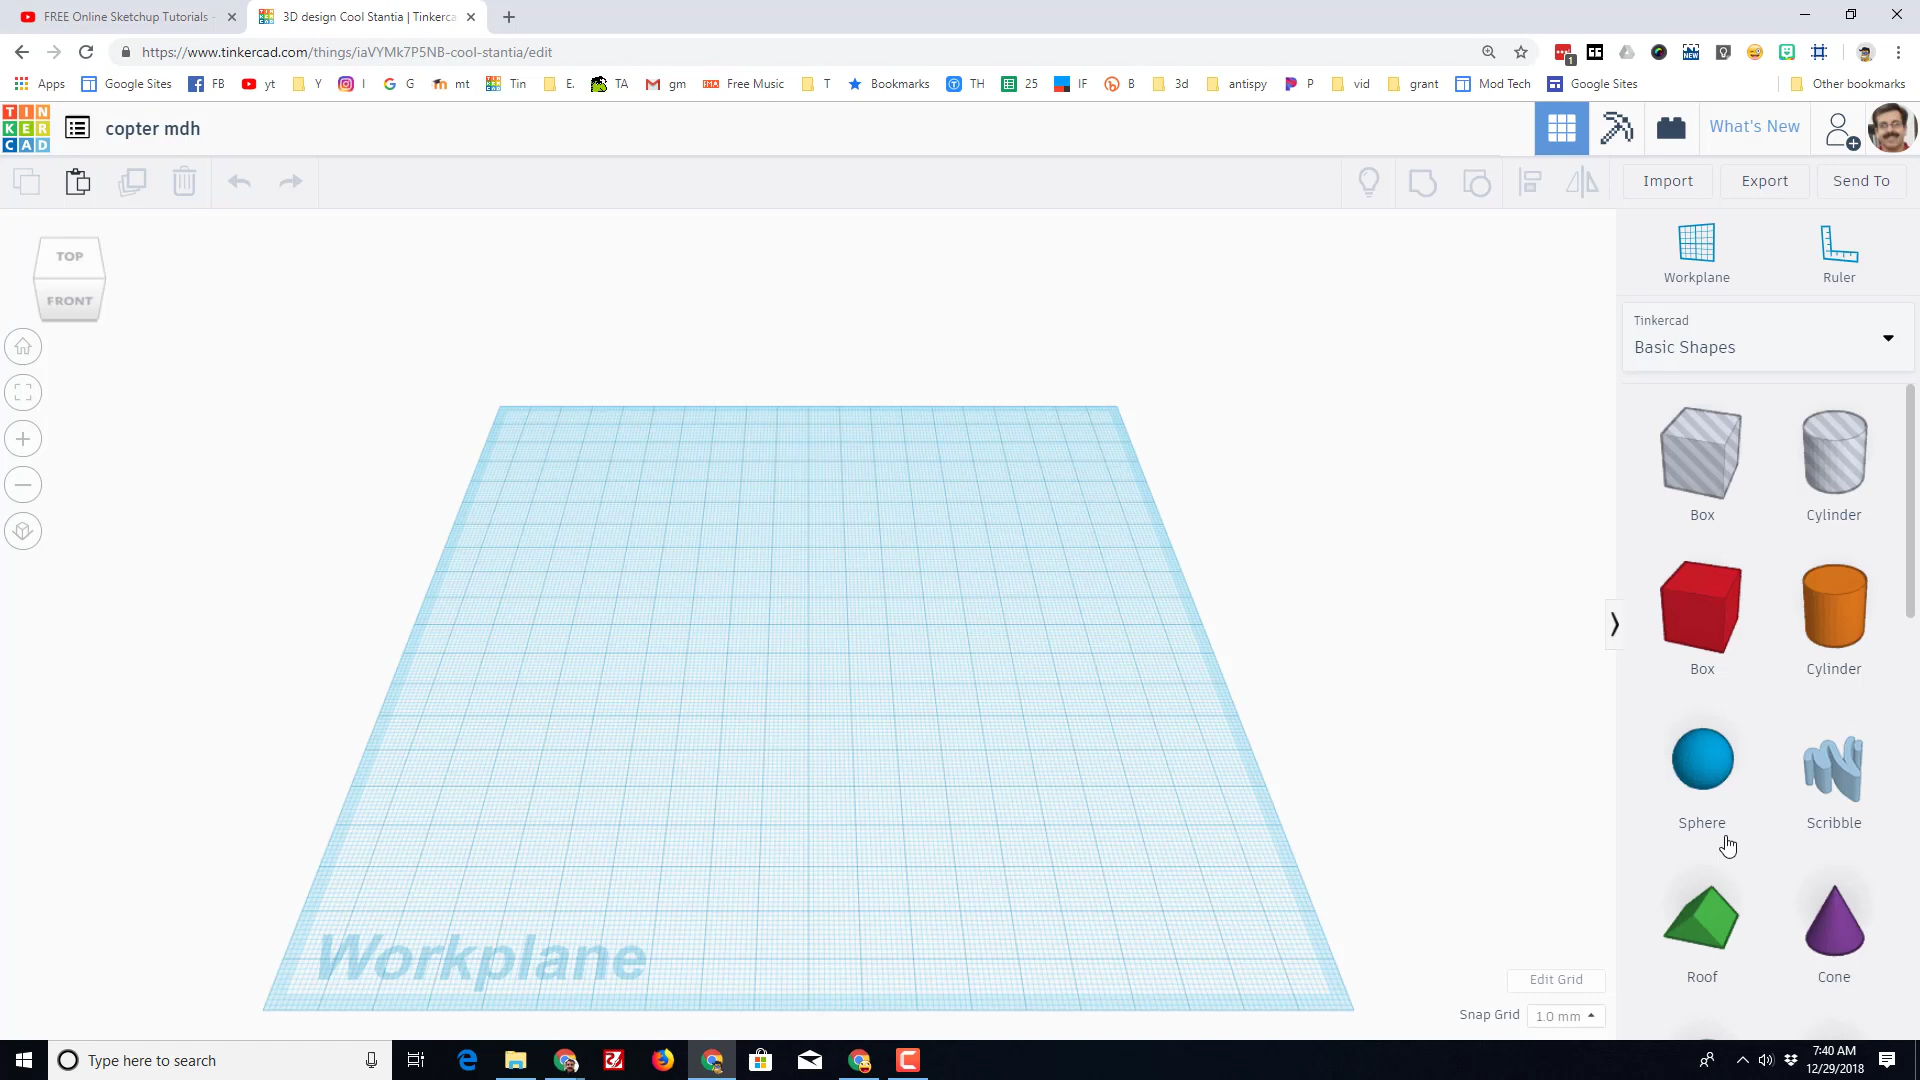 FREE Online Sketchup Tutorials -
3D design Cool Stantia | Tinkerca
https://www.tinkercad.com/things/iaVYMk7P5NB-cool-stantia/edit
Apps Google Sites FB yt Y I G mt Tin E. TA gm Free Music T Bookmarks TH 25 IF B 3d antispy P vid grant Mod Tech Google Sites Other bookmarks
TIN
KER
CAD
copter mdh
What's New
Import Export Send To
TOP
FRONT
Workplane Ruler
Tinkercad
Basic Shapes
Box Cylinder
Box Cylinder
Sphere Scribble
Roof Cone
Workplane
Edit Grid
Snap Grid 1.0 mm
Type here to search
7:40 AM
12/29/2018